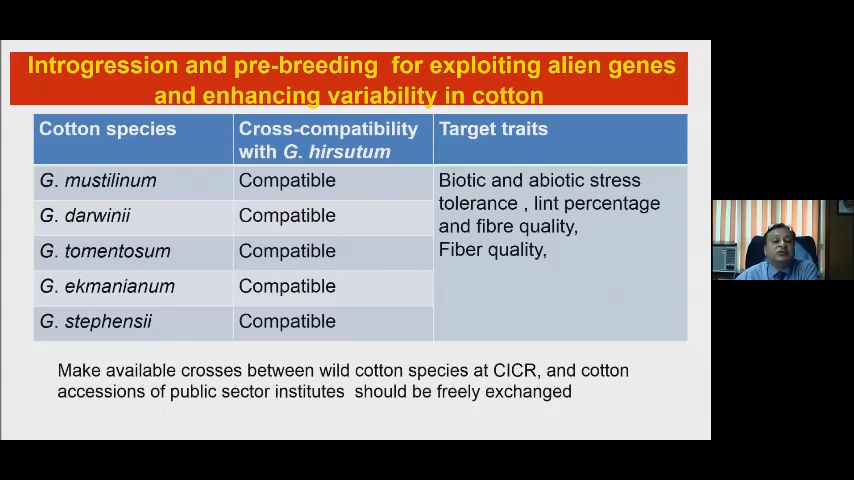 Introgression and pre-breeding for exploiting alien genes
and enhancing variability in cotton
Cotton species
Cross-compatibility
with G. hirsutum
Target traits
G. mustilinum
Compatible
Biotic and abiotic stress
tolerance , lint percentage
and fibre quality,
Fiber quality,
G. darwinii
Compatible
G. tomentosum
Compatible
G. ekmanianum
Compatible
G. stephensii
Compatible
Make available crosses between wild cotton species at CICR, and cotton
accessions of public sector institutes should be freely exchanged